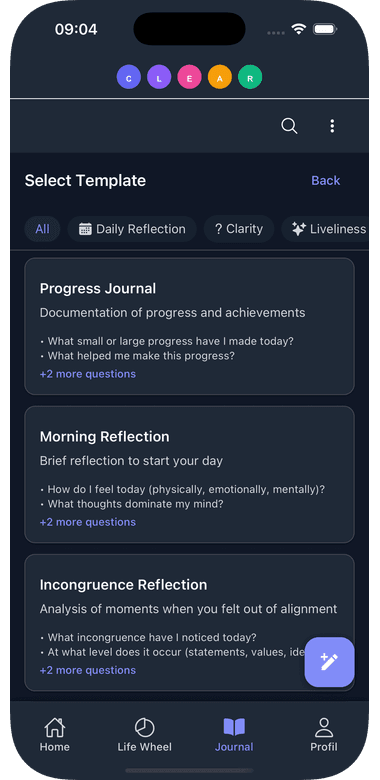 09:04
C L E A R
Select Template
Back
All
Daily Reflection
? Clarity
Liveliness
Progress Journal
Documentation of progress and achievements
• What small or large progress have I made today?
• What helped me make this progress?
+2 more questions
Morning Reflection
Brief reflection to start your day
• How do I feel today (physically, emotionally, mentally)?
• What thoughts dominate my mind?
+2 more questions
Incongruence Reflection
Analysis of moments when you felt out of alignment
• What incongruence have I noticed today?
• At what level does it occur (statements, values, ide
+2 more questions
Home
Life Wheel
Journal
Profil